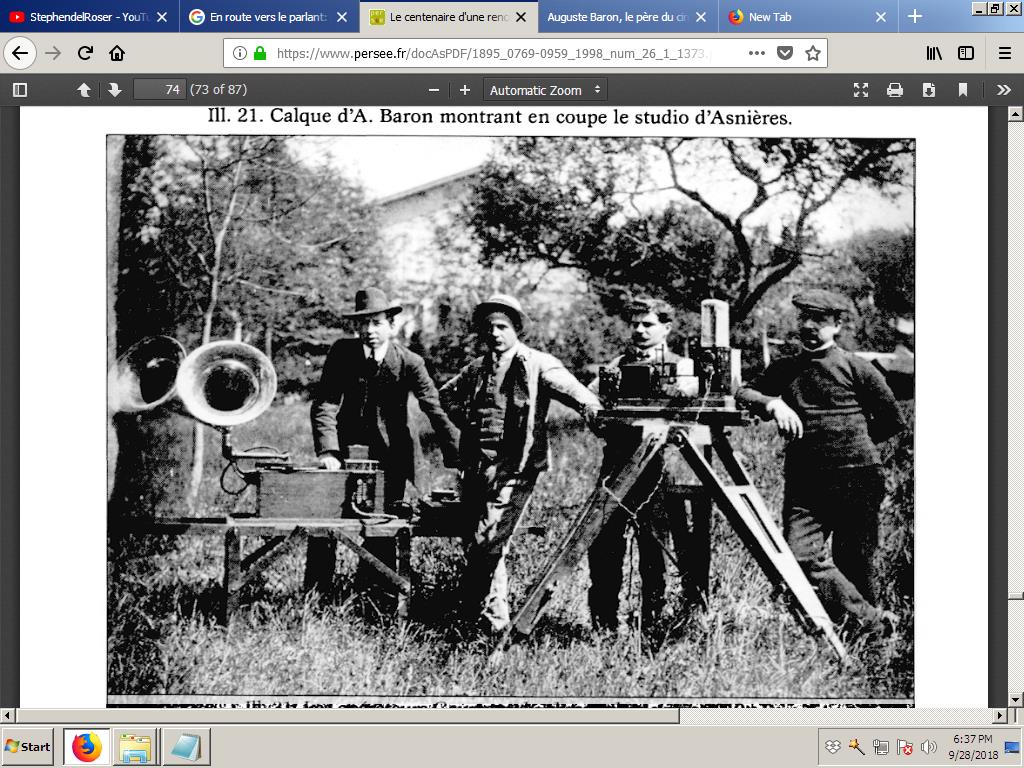 StephendelRoser - YouTu
En route vers le parlant:
Le centenaire d'une renc
Auguste Baron, le père du cin
New Tab
https://www.persee.fr/docAsPDF/1895_0769-0959_1998_num_26_1_1373.
74 (73 of 87)
Automatic Zoom
Ill. 21. Calque d'A. Baron montrant en coupe le studio d'Asnières.
Start
6:37 PM
9/28/2018